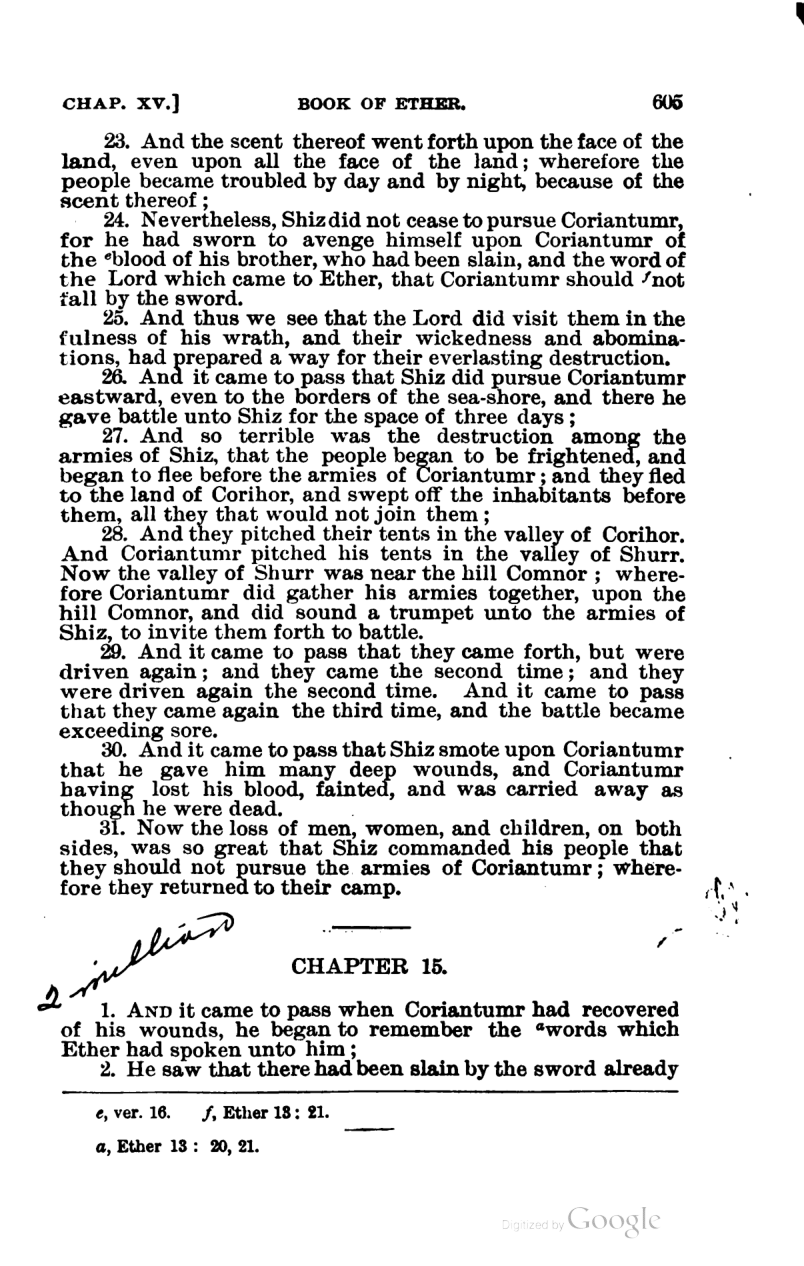 CHAP. XV.] BOOK OF ETHER. 605
23. And the scent thereof went forth upon the face of the
land, even upon all the face of the land; wherefore the
people became troubled by day and by night, because of the
scent thereof;
24. Nevertheless, Shiz did not cease to pursue Coriantumr,
for he had sworn to avenge himself upon Coriantumr of
the ᵉblood of his brother, who had been slain, and the word of
the Lord which came to Ether, that Coriantumr should ᶠnot
fall by the sword.
25. And thus we see that the Lord did visit them in the
fulness of his wrath, and their wickedness and abomina-
tions, had prepared a way for their everlasting destruction.
26. And it came to pass that Shiz did pursue Coriantumr
eastward, even to the borders of the sea-shore, and there he
gave battle unto Shiz for the space of three days;
27. And so terrible was the destruction among the
armies of Shiz, that the people began to be frightened, and
began to flee before the armies of Coriantumr; and they fled
to the land of Corihor, and swept off the inhabitants before
them, all they that would not join them;
28. And they pitched their tents in the valley of Corihor.
And Coriantumr pitched his tents in the valley of Shurr.
Now the valley of Shurr was near the hill Comnor; where-
fore Coriantumr did gather his armies together, upon the
hill Comnor, and did sound a trumpet unto the armies of
Shiz, to invite them forth to battle.
29. And it came to pass that they came forth, but were
driven again; and they came the second time; and they
were driven again the second time. And it came to pass
that they came again the third time, and the battle became
exceeding sore.
30. And it came to pass that Shiz smote upon Coriantumr
that he gave him many deep wounds, and Coriantumr
having lost his blood, fainted, and was carried away as
though he were dead.
31. Now the loss of men, women, and children, on both
sides, was so great that Shiz commanded his people that
they should not pursue the armies of Coriantumr; where-
fore they returned to their camp.
2 million
CHAPTER 15.
1. AND it came to pass when Coriantumr had recovered
of his wounds, he began to remember the ᵃwords which
Ether had spoken unto him;
2. He saw that there had been slain by the sword already
e, ver. 16. f, Ether 13: 21.
a, Ether 13: 20, 21.
Digitized by Google